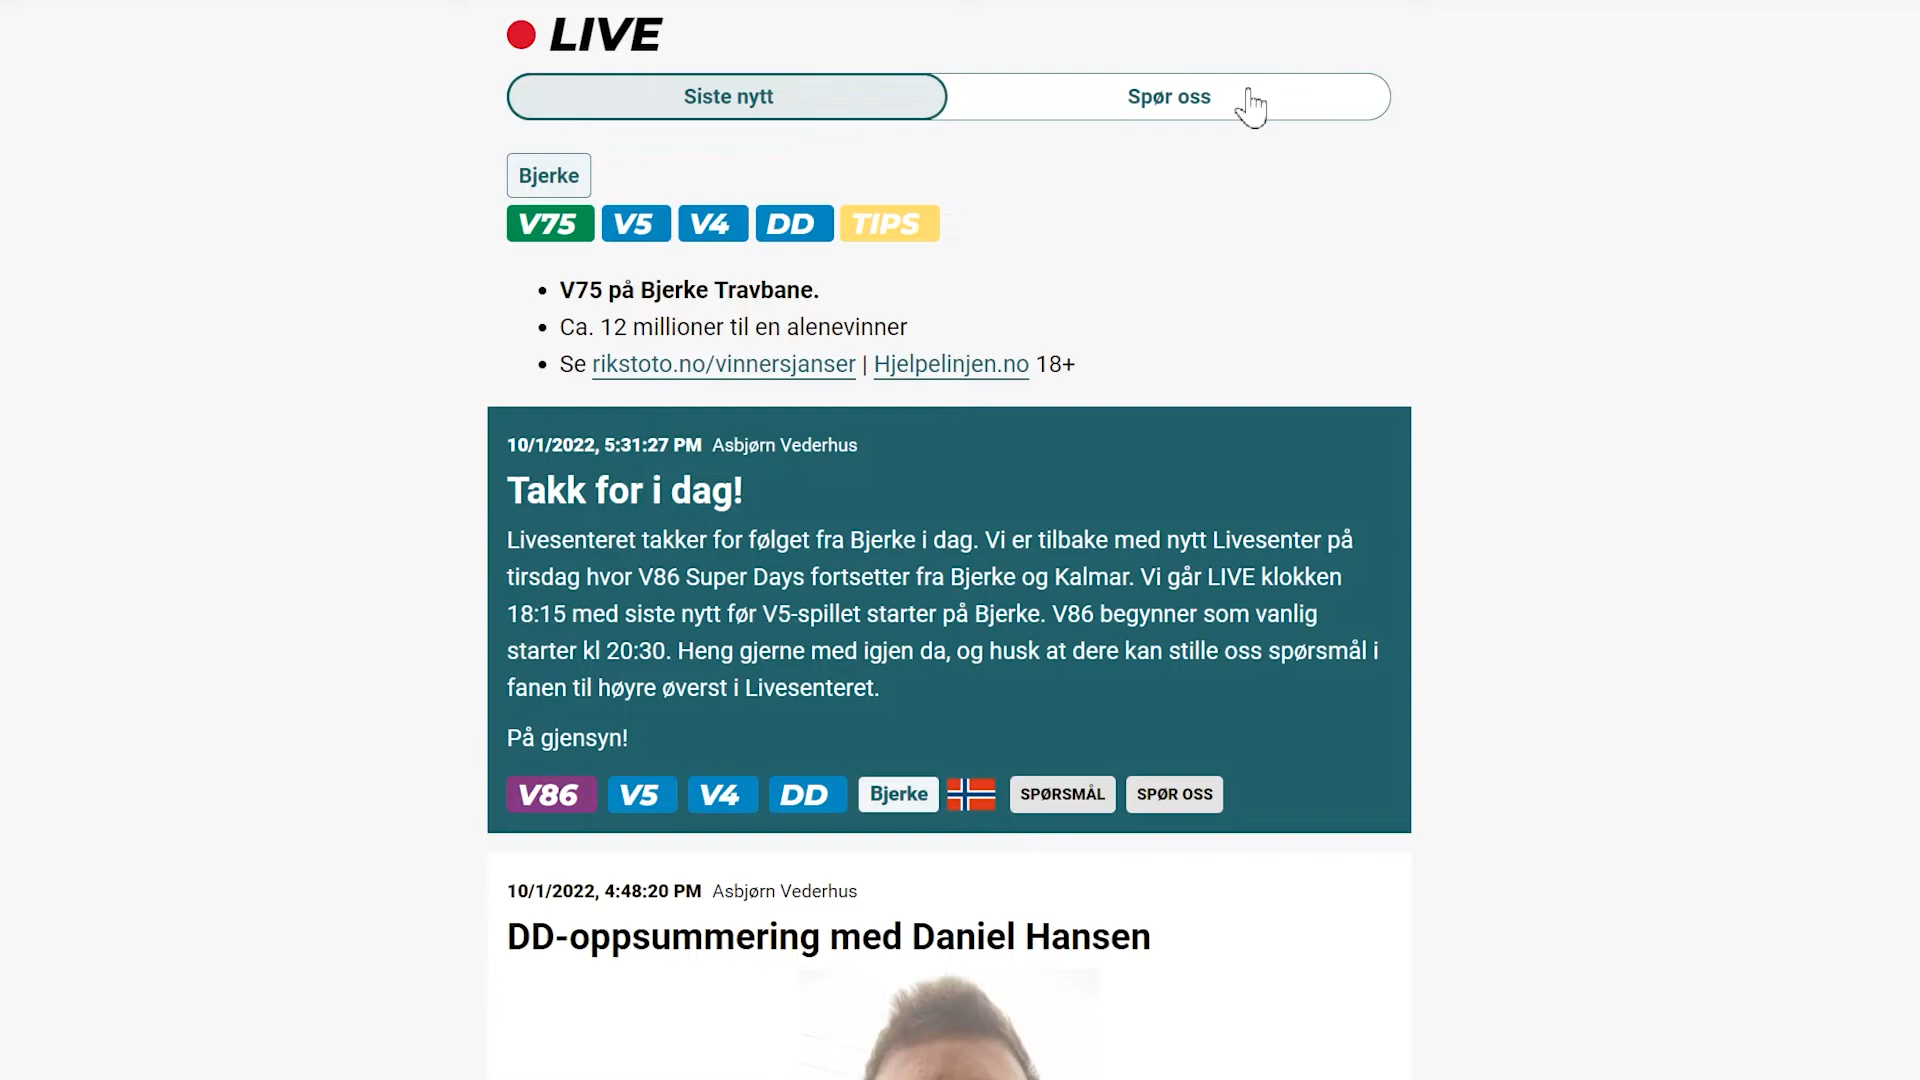 LIVE
Siste nytt
Spør oss
Bjerke
V75 V5 V4 DD TIPS
V75 på Bjerke Travbane.
Ca. 12 millioner til en alenevinner
Se rikstoto.no/vinnersjanser | Hjelpelinjen.no 18+
10/1/2022, 5:31:27 PM Asbjørn Vederhus
Takk for i dag!
Livesenteret takker for følget fra Bjerke i dag. Vi er tilbake med nytt Livesenter på
tirsdag hvor V86 Super Days fortsetter fra Bjerke og Kalmar. Vi går LIVE klokken
18:15 med siste nytt før V5-spillet starter på Bjerke. V86 begynner som vanlig
starter kl 20:30. Heng gjerne med igjen da, og husk at dere kan stille oss spørsmål i
fanen til høyre øverst i Livesenteret.
På gjensyn!
V86 V5 V4 DD Bjerke SPØRSMÅL SPØR OSS
10/1/2022, 4:48:20 PM Asbjørn Vederhus
DD-oppsummering med Daniel Hansen